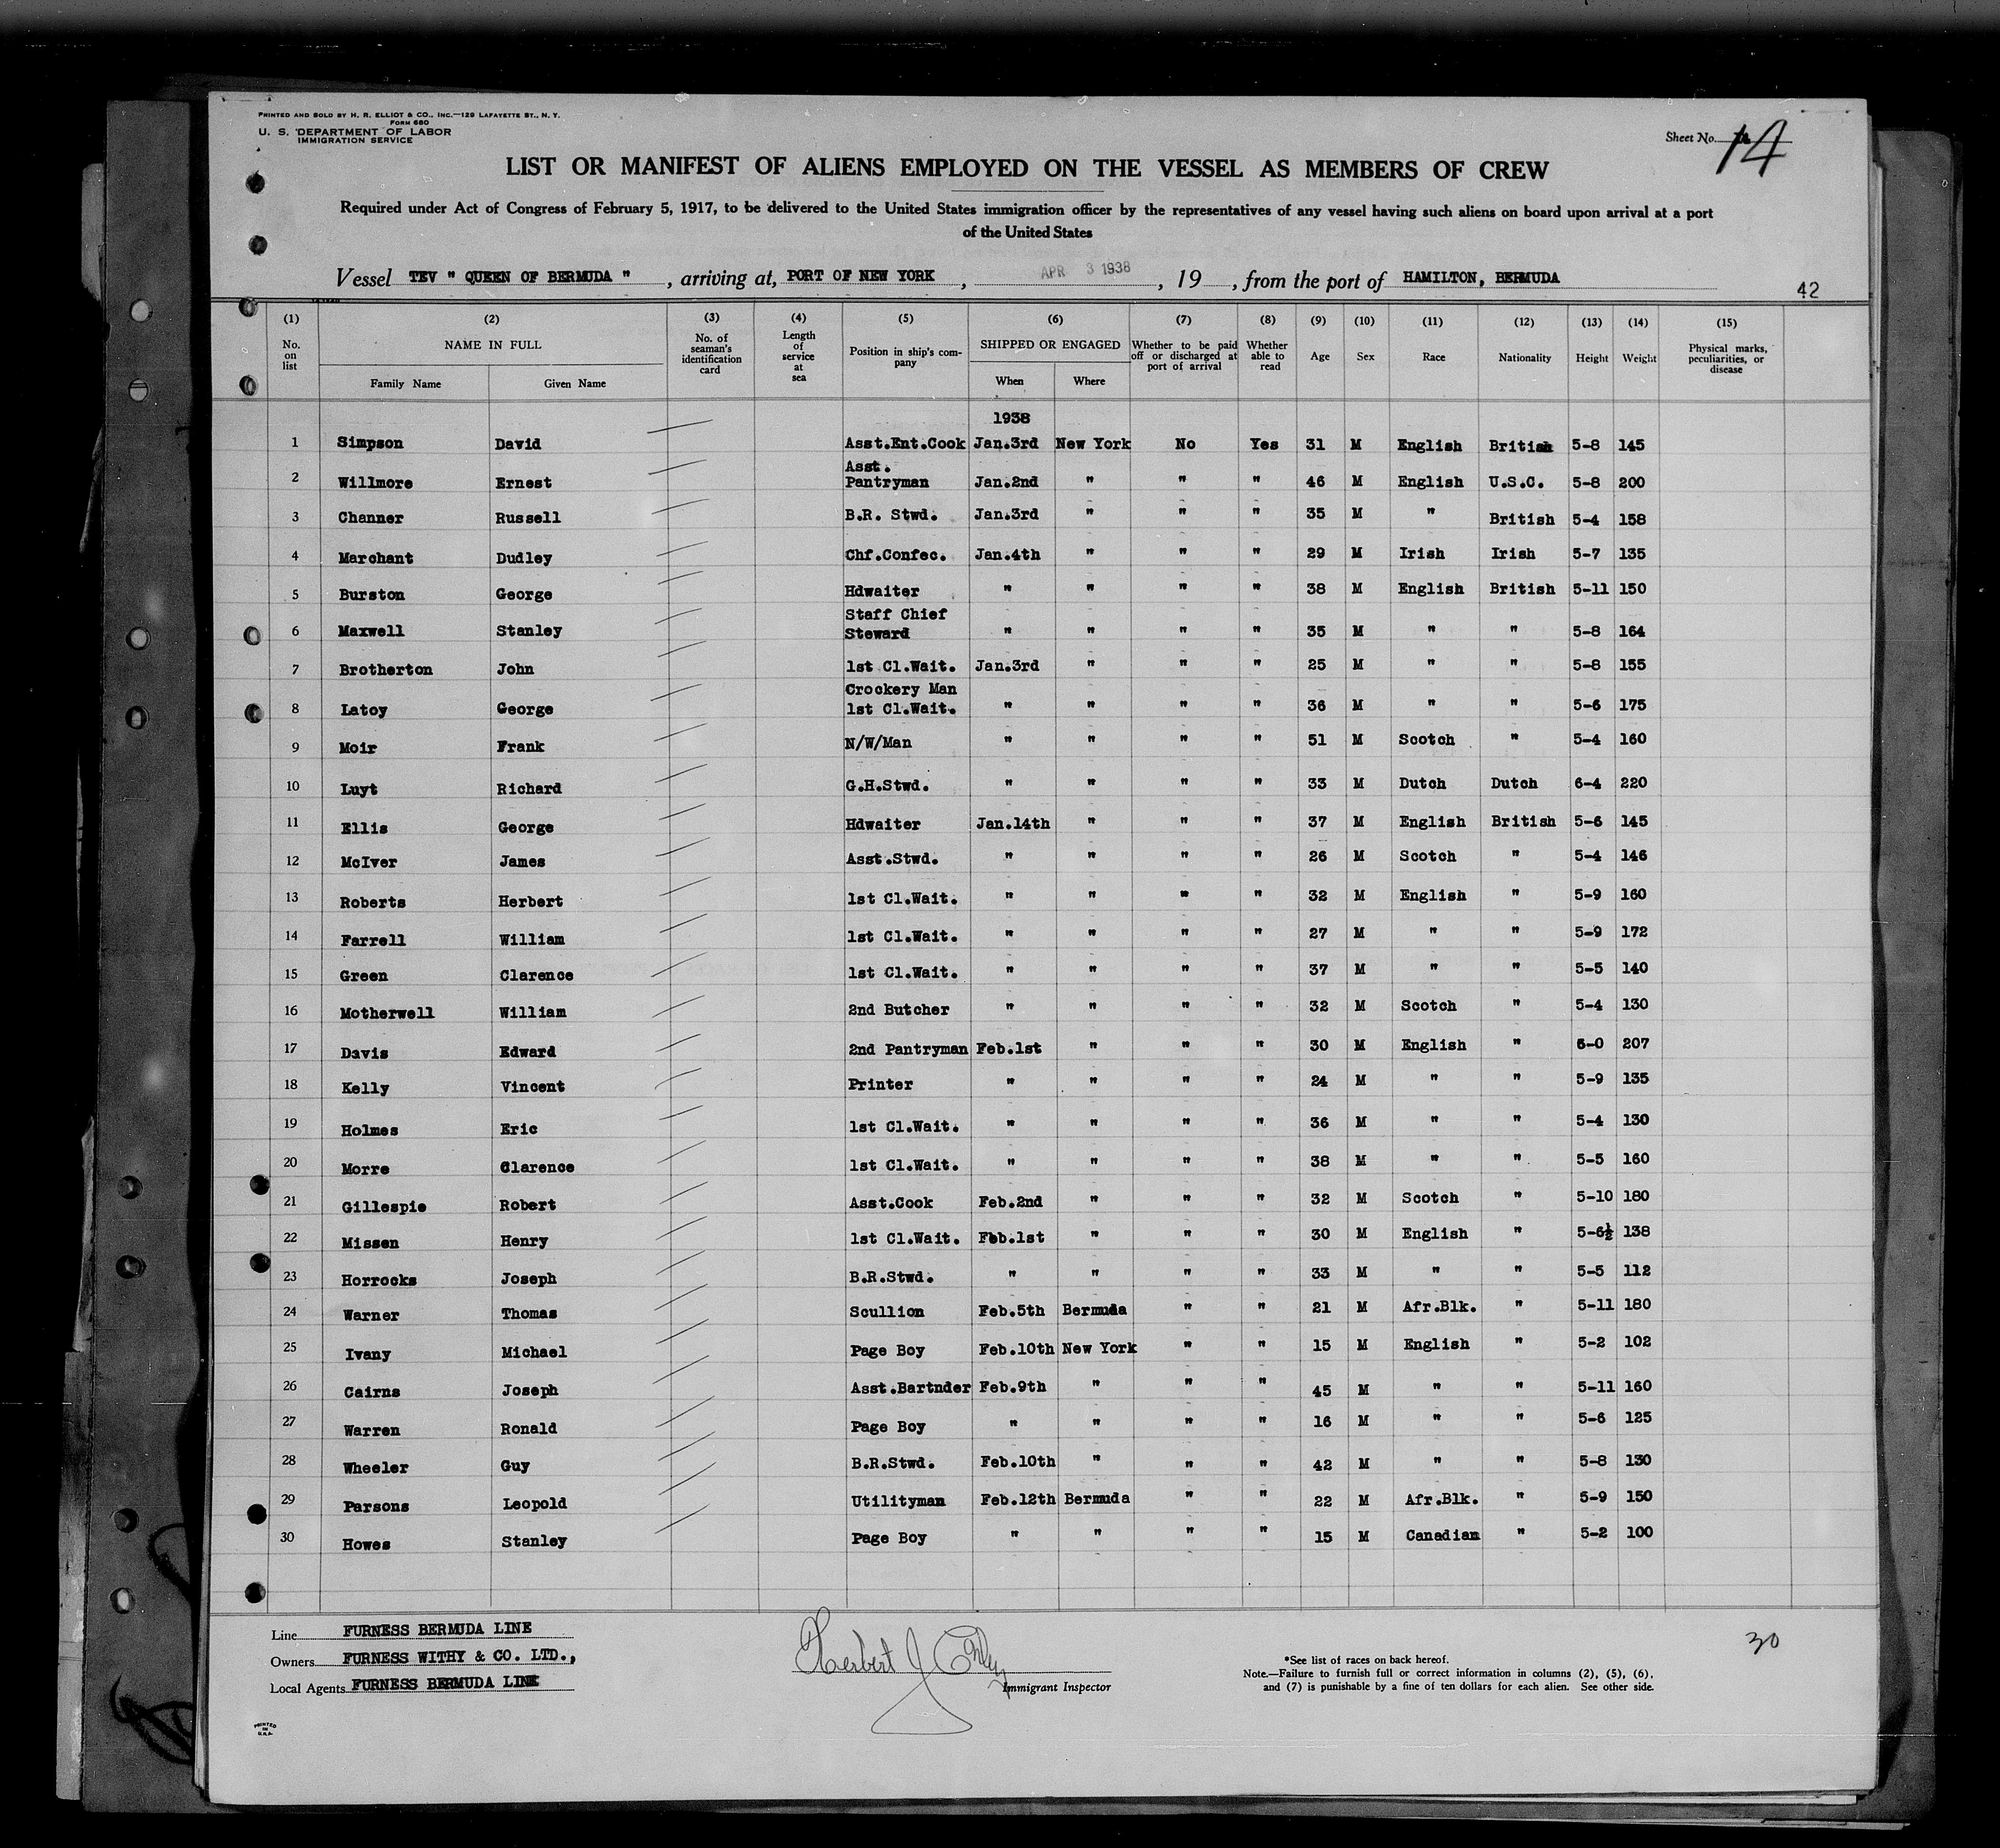 PRINTED AND SOLD BY H. R. ELLIOT & CO., INC.—129 LAFAYETTE ST., N. Y.
FORM 680
U. S. DEPARTMENT OF LABOR
IMMIGRATION SERVICE
Sheet No. 14
LIST OR MANIFEST OF ALIENS EMPLOYED ON THE VESSEL AS MEMBERS OF CREW
Required under Act of Congress of February 5, 1917, to be delivered to the United States immigration officer by the representatives of any vessel having such aliens on board upon arrival at a port
of the United States
Vessel TEV " QUEEN OF BERMUDA " , arriving at, PORT OF NEW YORK , APR 3 1938 , 19 , from the port of HAMILTON, BERMUDA
42
(1) (2) (3) (4) (5) (6) (7) (8) (9) (10) (11) (12) (13) (14) (15)
No. on list NAME IN FULL Family Name Given Name No. of seaman's identification card Length of service at sea Position in ship's company SHIPPED OR ENGAGED When Where Whether to be paid off or discharged at port of arrival Whether able to read Age Sex Race Nationality Height Weight Physical marks, peculiarities, or disease
1938
1 Simpson David Asst.Ent.Cook Jan.3rd New York No Yes 31 M English British 5-8 145
2 Willmore Ernest Asst. Pantryman Jan.2nd " " " 46 M English U.S.C. 5-8 200
3 Channer Russell B.R. Stwd. Jan.3rd " " " 35 M " British 5-4 158
4 Marchant Dudley Chf.Confec. Jan.4th " " " 29 M Irish Irish 5-7 135
5 Burston George Hdwaiter " " " " 38 M English British 5-11 150
6 Maxwell Stanley Staff Chief Steward " " " " 35 M " " 5-8 164
7 Brotherton John 1st Cl.Wait. Jan.3rd " " " 25 M " " 5-8 155
8 Latoy George Crockery Man 1st Cl.Wait. " " " " 36 M " " 5-6 175
9 Moir Frank N/W/Man " " " " 51 M Scotch " 5-4 160
10 Luyt Richard G.H.Stwd. " " " " 33 M Dutch Dutch 6-4 220
11 Ellis George Hdwaiter Jan.14th " " " 37 M English British 5-6 145
12 McIver James Asst.Stwd. " " " " 26 M Scotch " 5-4 146
13 Roberts Herbert 1st Cl.Wait. " " " " 32 M English " 5-9 160
14 Farrell William 1st Cl.Wait. " " " " 27 M " " 5-9 172
15 Green Clarence 1st Cl.Wait. " " " " 37 M " " 5-5 140
16 Motherwell William 2nd Butcher " " " " 32 M Scotch " 5-4 130
17 Davis Edward 2nd Pantryman Feb.1st " " " 30 M English " 6-0 207
18 Kelly Vincent Printer " " " " 24 M " " 5-9 135
19 Holmes Eric 1st Cl.Wait. " " " " 36 M " " 5-4 130
20 Morre Clarence 1st Cl.Wait. " " " " 38 M " " 5-5 160
21 Gillespie Robert Asst.Cook Feb.2nd " " " 32 M Scotch " 5-10 180
22 Missen Henry 1st Cl.Wait. Feb.1st " " " 30 M English " 5-6½ 138
23 Horrocks Joseph B.R.Stwd. " " " " 33 M " " 5-5 112
24 Warner Thomas Scullion Feb.5th Bermuda " " 21 M Afr.Blk. " 5-11 180
25 Ivany Michael Page Boy Feb.10th New York " " 15 M English " 5-2 102
26 Cairns Joseph Asst.Bartnder Feb.9th " " " 45 M " " 5-11 160
27 Warren Ronald Page Boy " " " " 16 M " " 5-6 125
28 Wheeler Guy B.R.Stwd. Feb.10th " " " 42 M " " 5-8 130
29 Parsons Leopold Utilityman Feb.12th Bermuda " " 22 M Afr.Blk. " 5-9 150
30 Howes Stanley Page Boy " " " " 15 M Canadian " 5-2 100
Line FURNESS BERMUDA LINE
Owners FURNESS WITHY & CO. LTD.,
Local Agents FURNESS BERMUDA LINE
Herbert J.
Immigrant Inspector
30
*See list of races on back hereof.
Note.—Failure to furnish full or correct information in columns (2), (5), (6),
and (7) is punishable by a fine of ten dollars for each alien. See other side.
PRINTED
IN
U.S.A.